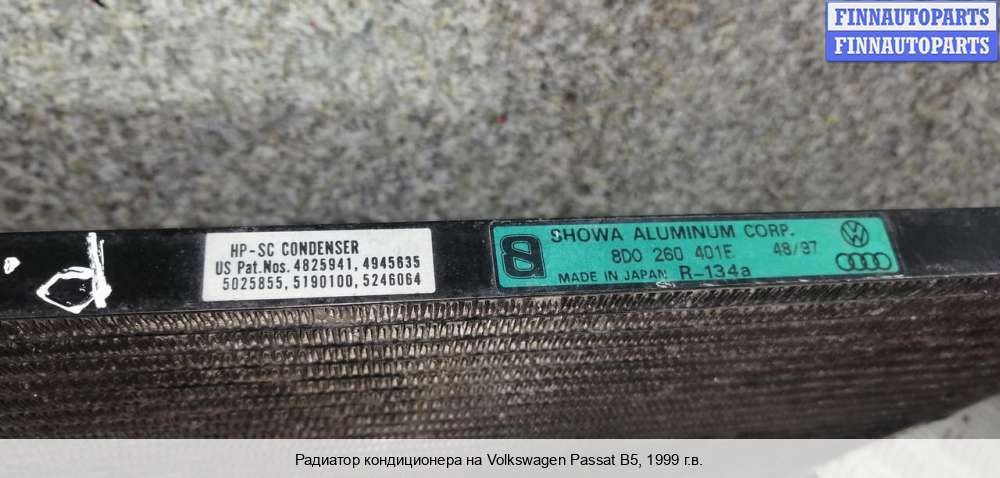 FINNAUTOPARTS
FINNAUTOPARTS
HP-SC CONDENSER
US Pat.Nos. 4825941, 4945635
5025855, 5190100, 5246064
SHOWA ALUMINUM CORP.
8D0 260 401E 48/97
MADE IN JAPAN R-134a
Радиатор кондиционера на Volkswagen Passat B5, 1999 г.в.